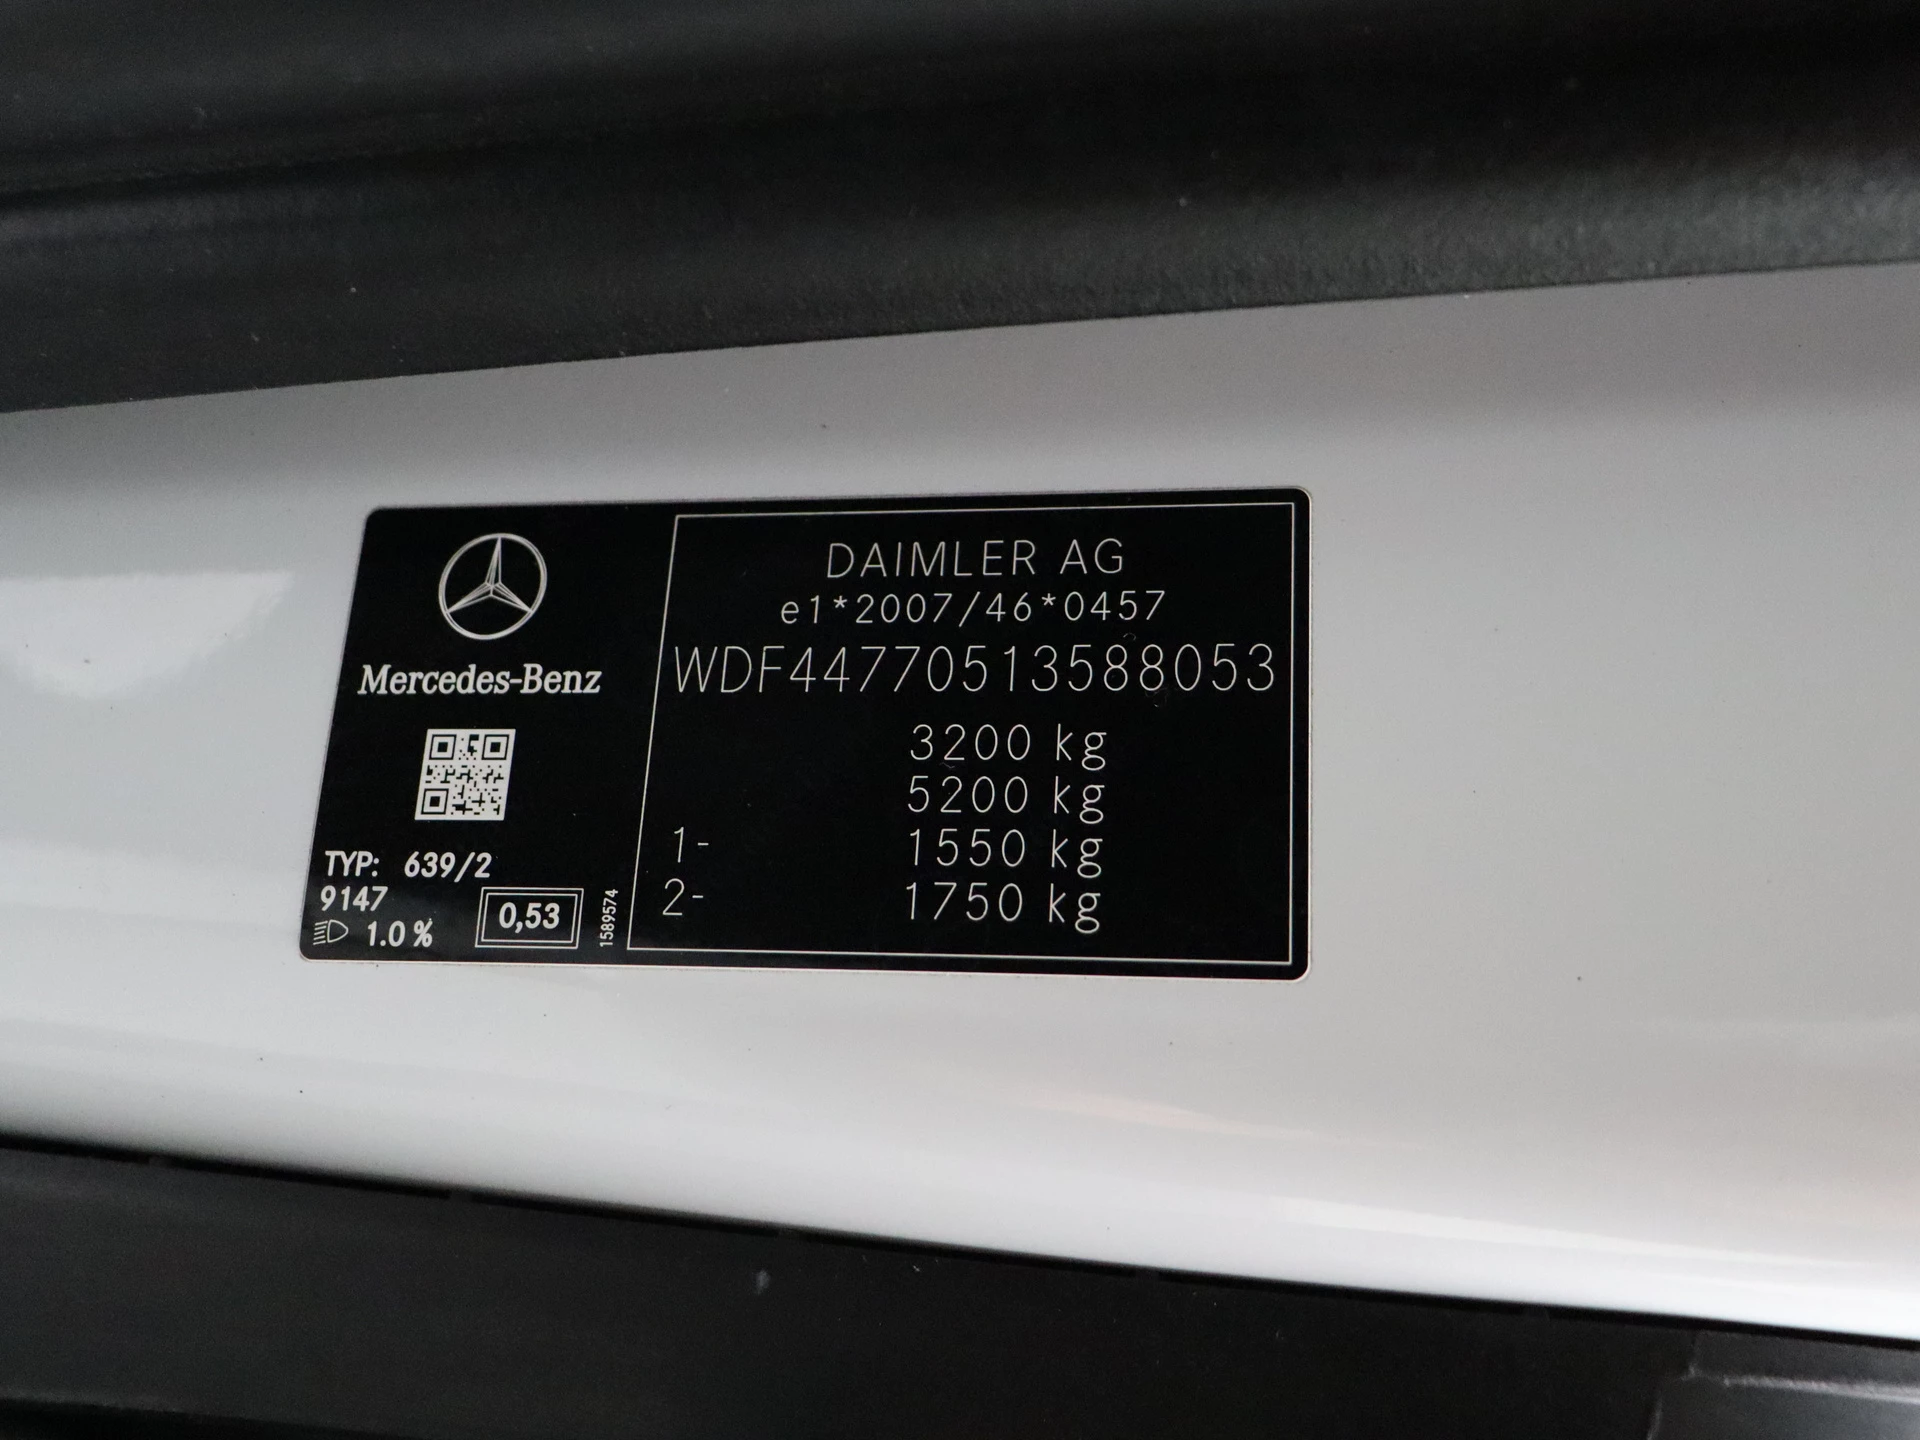 Mercedes-Benz
TYP: 639/2
9147
1.0 %
0,53
1589574
DAIMLER AG
e1*2007/46*0457
WDF44770513588053
3200 kg
5200 kg
1- 1550 kg
2- 1750 kg